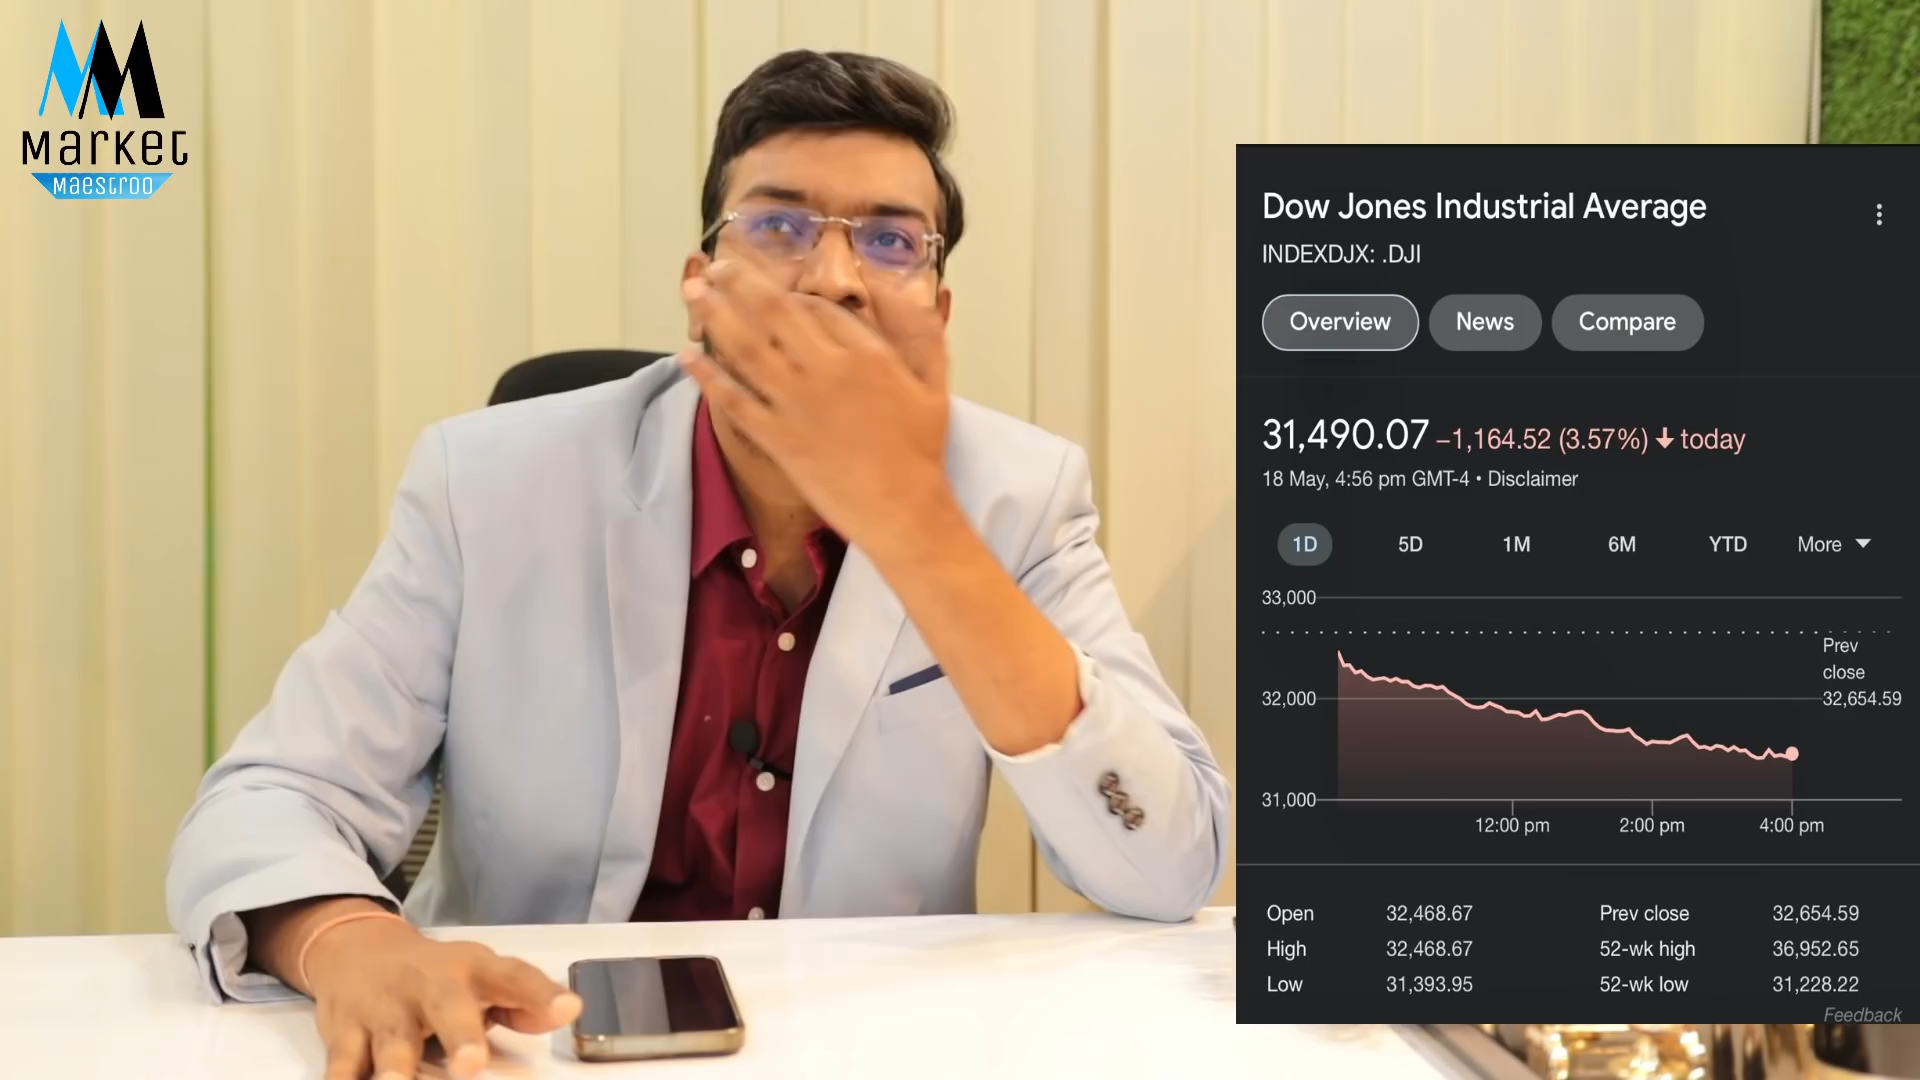 MARKET
MAESTROO
Dow Jones Industrial Average
INDEXDJX: .DJI
Overview News Compare
31,490.07 –1,164.52 (3.57%) ↓ today
18 May, 4:56 pm GMT-4 • Disclaimer
1D 5D 1M 6M YTD More
33,000
Prev
close
32,000 32,654.59
31,000
12:00 pm 2:00 pm 4:00 pm
Open 32,468.67 Prev close 32,654.59
High 32,468.67 52-wk high 36,952.65
Low 31,393.95 52-wk low 31,228.22
Feedback